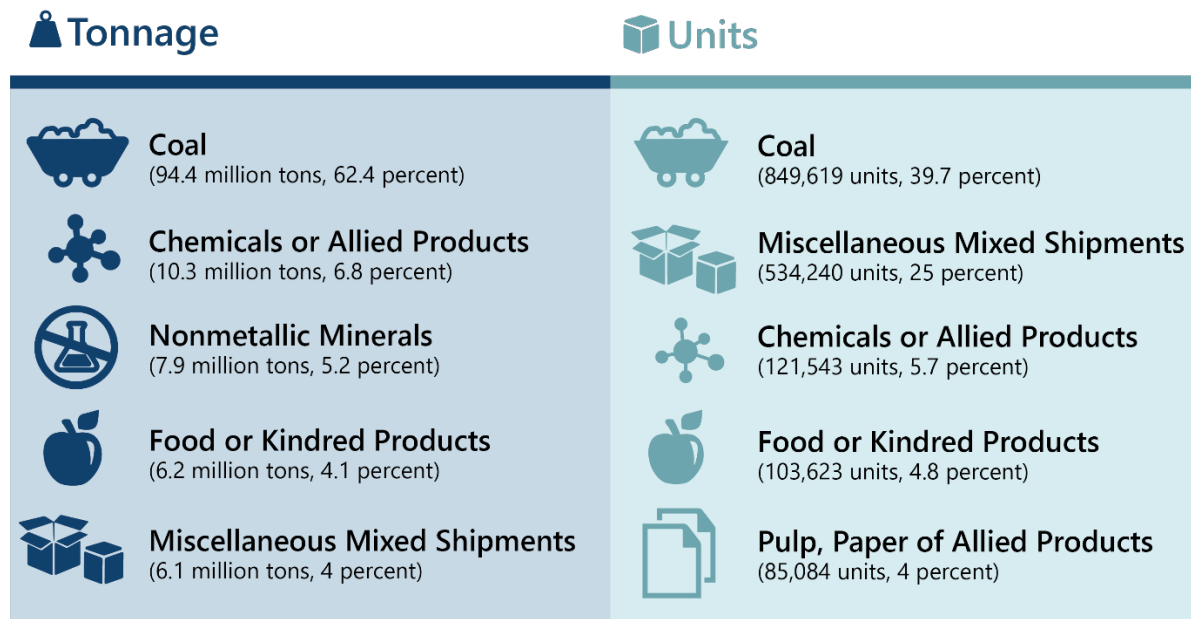 Tonnage
Coal
(94.4 million tons, 62.4 percent)
Chemicals or Allied Products
(10.3 million tons, 6.8 percent)
Nonmetallic Minerals
(7.9 million tons, 5.2 percent)
Food or Kindred Products
(6.2 million tons, 4.1 percent)
Miscellaneous Mixed Shipments
(6.1 million tons, 4 percent)
Units
Coal
(849,619 units, 39.7 percent)
Miscellaneous Mixed Shipments
(534,240 units, 25 percent)
Chemicals or Allied Products
(121,543 units, 5.7 percent)
Food or Kindred Products
(103,623 units, 4.8 percent)
Pulp, Paper of Allied Products
(85,084 units, 4 percent)